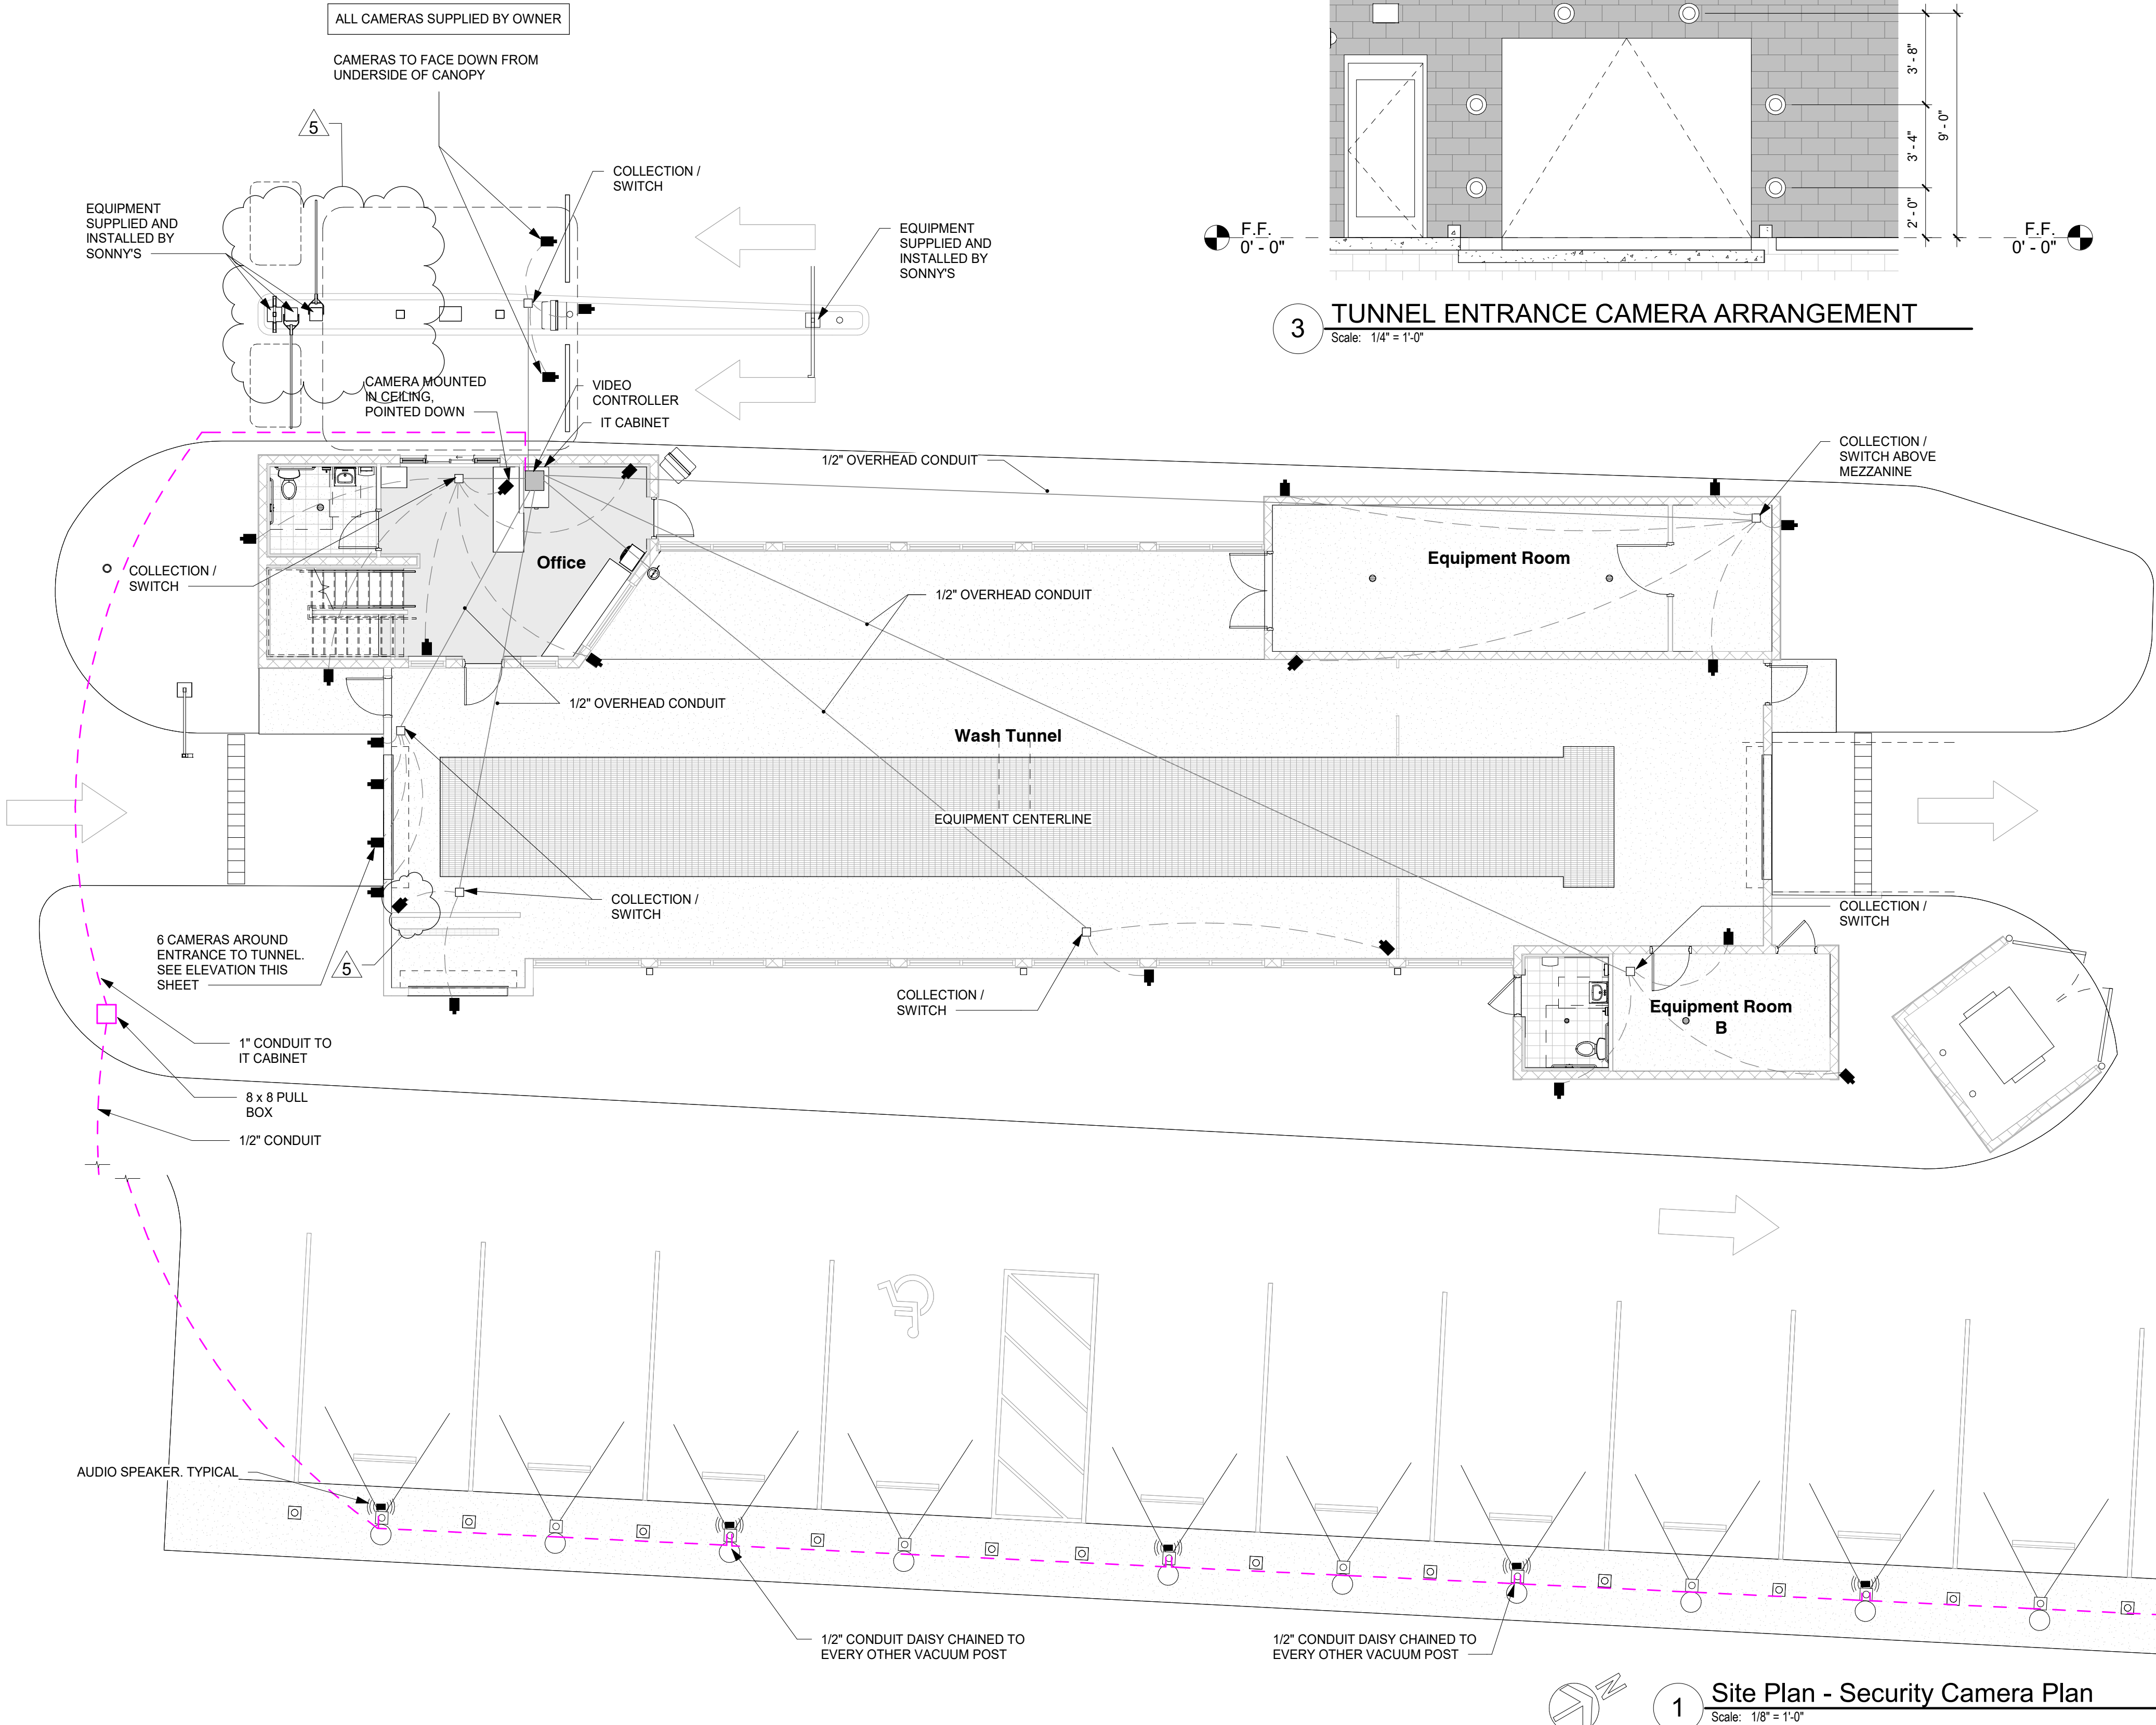 ALL CAMERAS SUPPLIED BY OWNER
CAMERAS TO FACE DOWN FROM
UNDERSIDE OF CANOPY
5
COLLECTION /
SWITCH
EQUIPMENT
SUPPLIED AND
INSTALLED BY
SONNY'S
EQUIPMENT
SUPPLIED AND
INSTALLED BY
SONNY'S
3' - 8"
3' - 4"
2' - 0"
9' - 0"
F.F.
0' - 0"
F.F.
0' - 0"
3
TUNNEL ENTRANCE CAMERA ARRANGEMENT
Scale: 1/4" = 1'-0"
CAMERA MOUNTED
IN CEILING,
POINTED DOWN
VIDEO
CONTROLLER
IT CABINET
1/2" OVERHEAD CONDUIT
COLLECTION /
SWITCH ABOVE
MEZZANINE
Office
Equipment Room
COLLECTION /
SWITCH
1/2" OVERHEAD CONDUIT
1/2" OVERHEAD CONDUIT
Wash Tunnel
EQUIPMENT CENTERLINE
COLLECTION /
SWITCH
COLLECTION /
SWITCH
6 CAMERAS AROUND
ENTRANCE TO TUNNEL.
SEE ELEVATION THIS
SHEET
5
COLLECTION /
SWITCH
Equipment Room
B
1" CONDUIT TO
IT CABINET
8 x 8 PULL
BOX
1/2" CONDUIT
AUDIO SPEAKER. TYPICAL
1/2" CONDUIT DAISY CHAINED TO
EVERY OTHER VACUUM POST
1/2" CONDUIT DAISY CHAINED TO
EVERY OTHER VACUUM POST
N
1
Site Plan - Security Camera Plan
Scale: 1/8" = 1'-0"